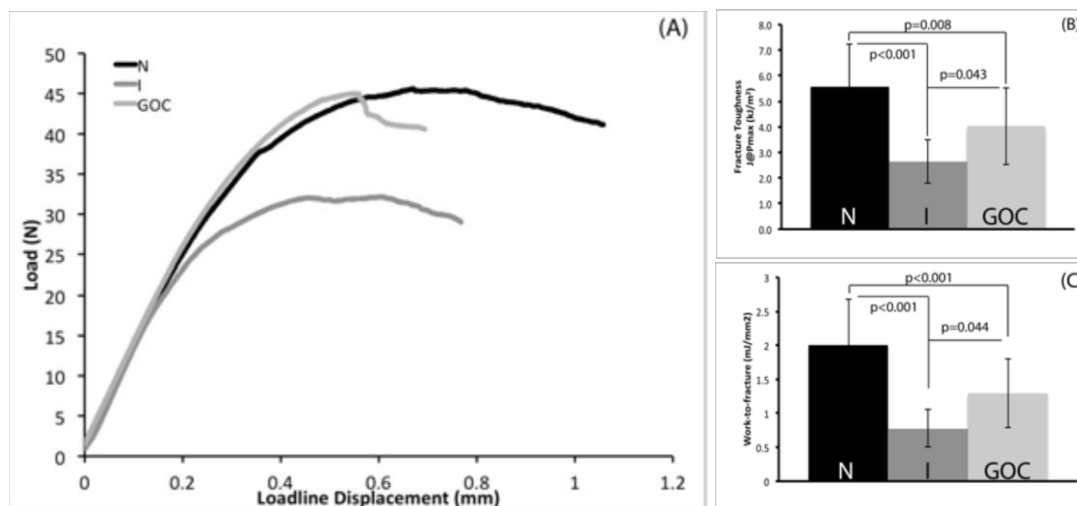 (A)
50
45
40
35
30
25
20
15
10
5
0
Load (N)
N
I
GOC
0 0.2 0.4 0.6 0.8 1 1.2
Loadline Displacement (mm)
(B)
8.0
7.0
6.0
5.0
4.0
3.0
2.0
1.0
0.0
Fracture Toughness
J@Pmax (kJ/m²)
p=0.008
p<0.001
p=0.043
N I GOC
(C)
3
2.5
2
1.5
1
0.5
0
Work-to-fracture (mJ/mm2)
p<0.001
p<0.001
p=0.044
N I GOC